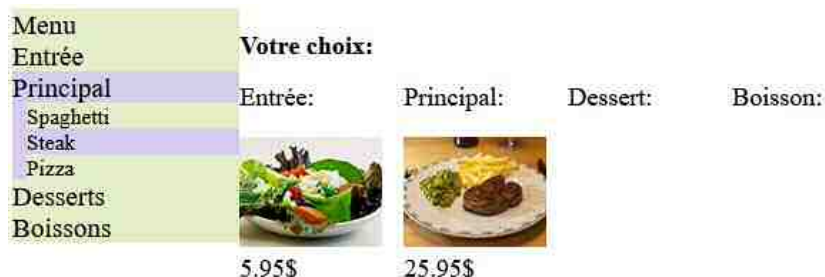 Menu
Entrée
Principal
Spaghetti
Steak
Pizza
Desserts
Boissons
Votre choix:
Entrée: Principal: Dessert: Boisson:
5.95$ 25.95$